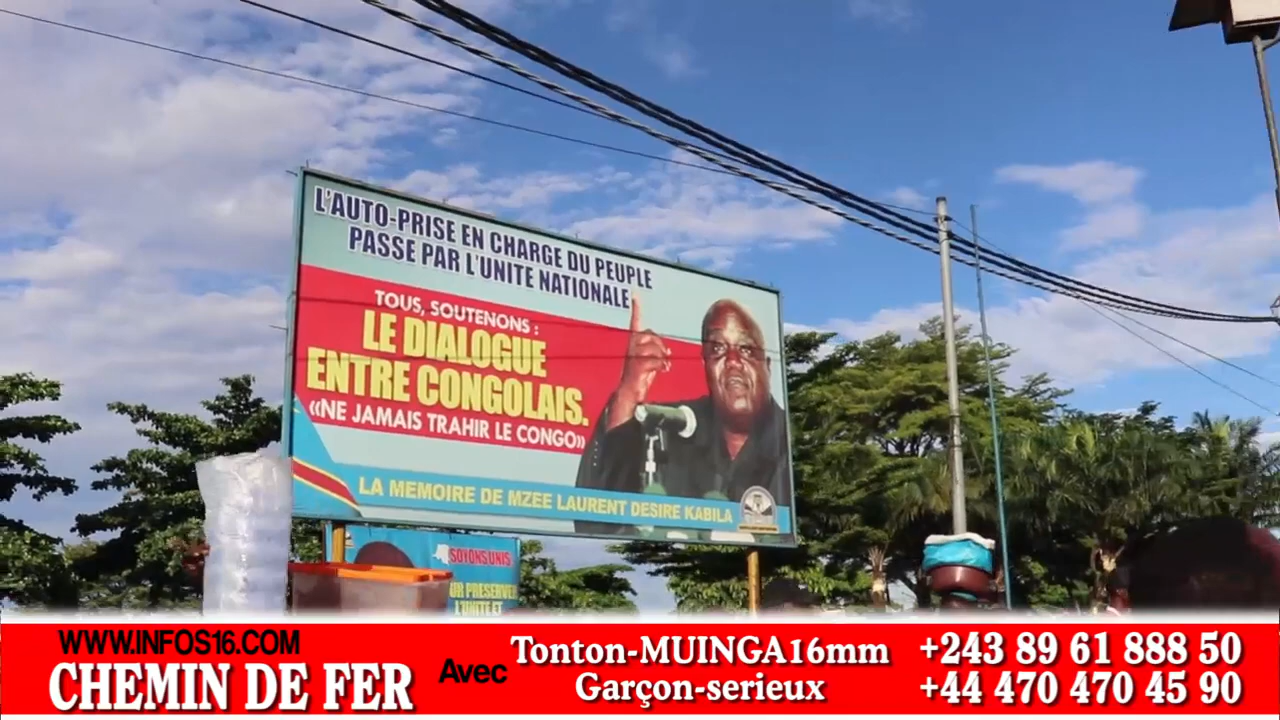 L'AUTO-PRISE EN CHARGE DU PEUPLE
PASSE PAR L'UNITE NATIONALE
TOUS, SOUTENONS :
LE DIALOGUE
ENTRE CONGOLAIS.
«NE JAMAIS TRAHIR LE CONGO»
LA MEMOIRE DE MZEE LAURENT DESIRE KABILA
SOYONS UNIS
UR PRESERVER
L'UNITE ET
WWW.INFOS16.COM
CHEMIN DE FER
Avec
Tonton-MUINGA16mm
Garçon-serieux
+243 89 61 888 50
+44 470 470 45 90